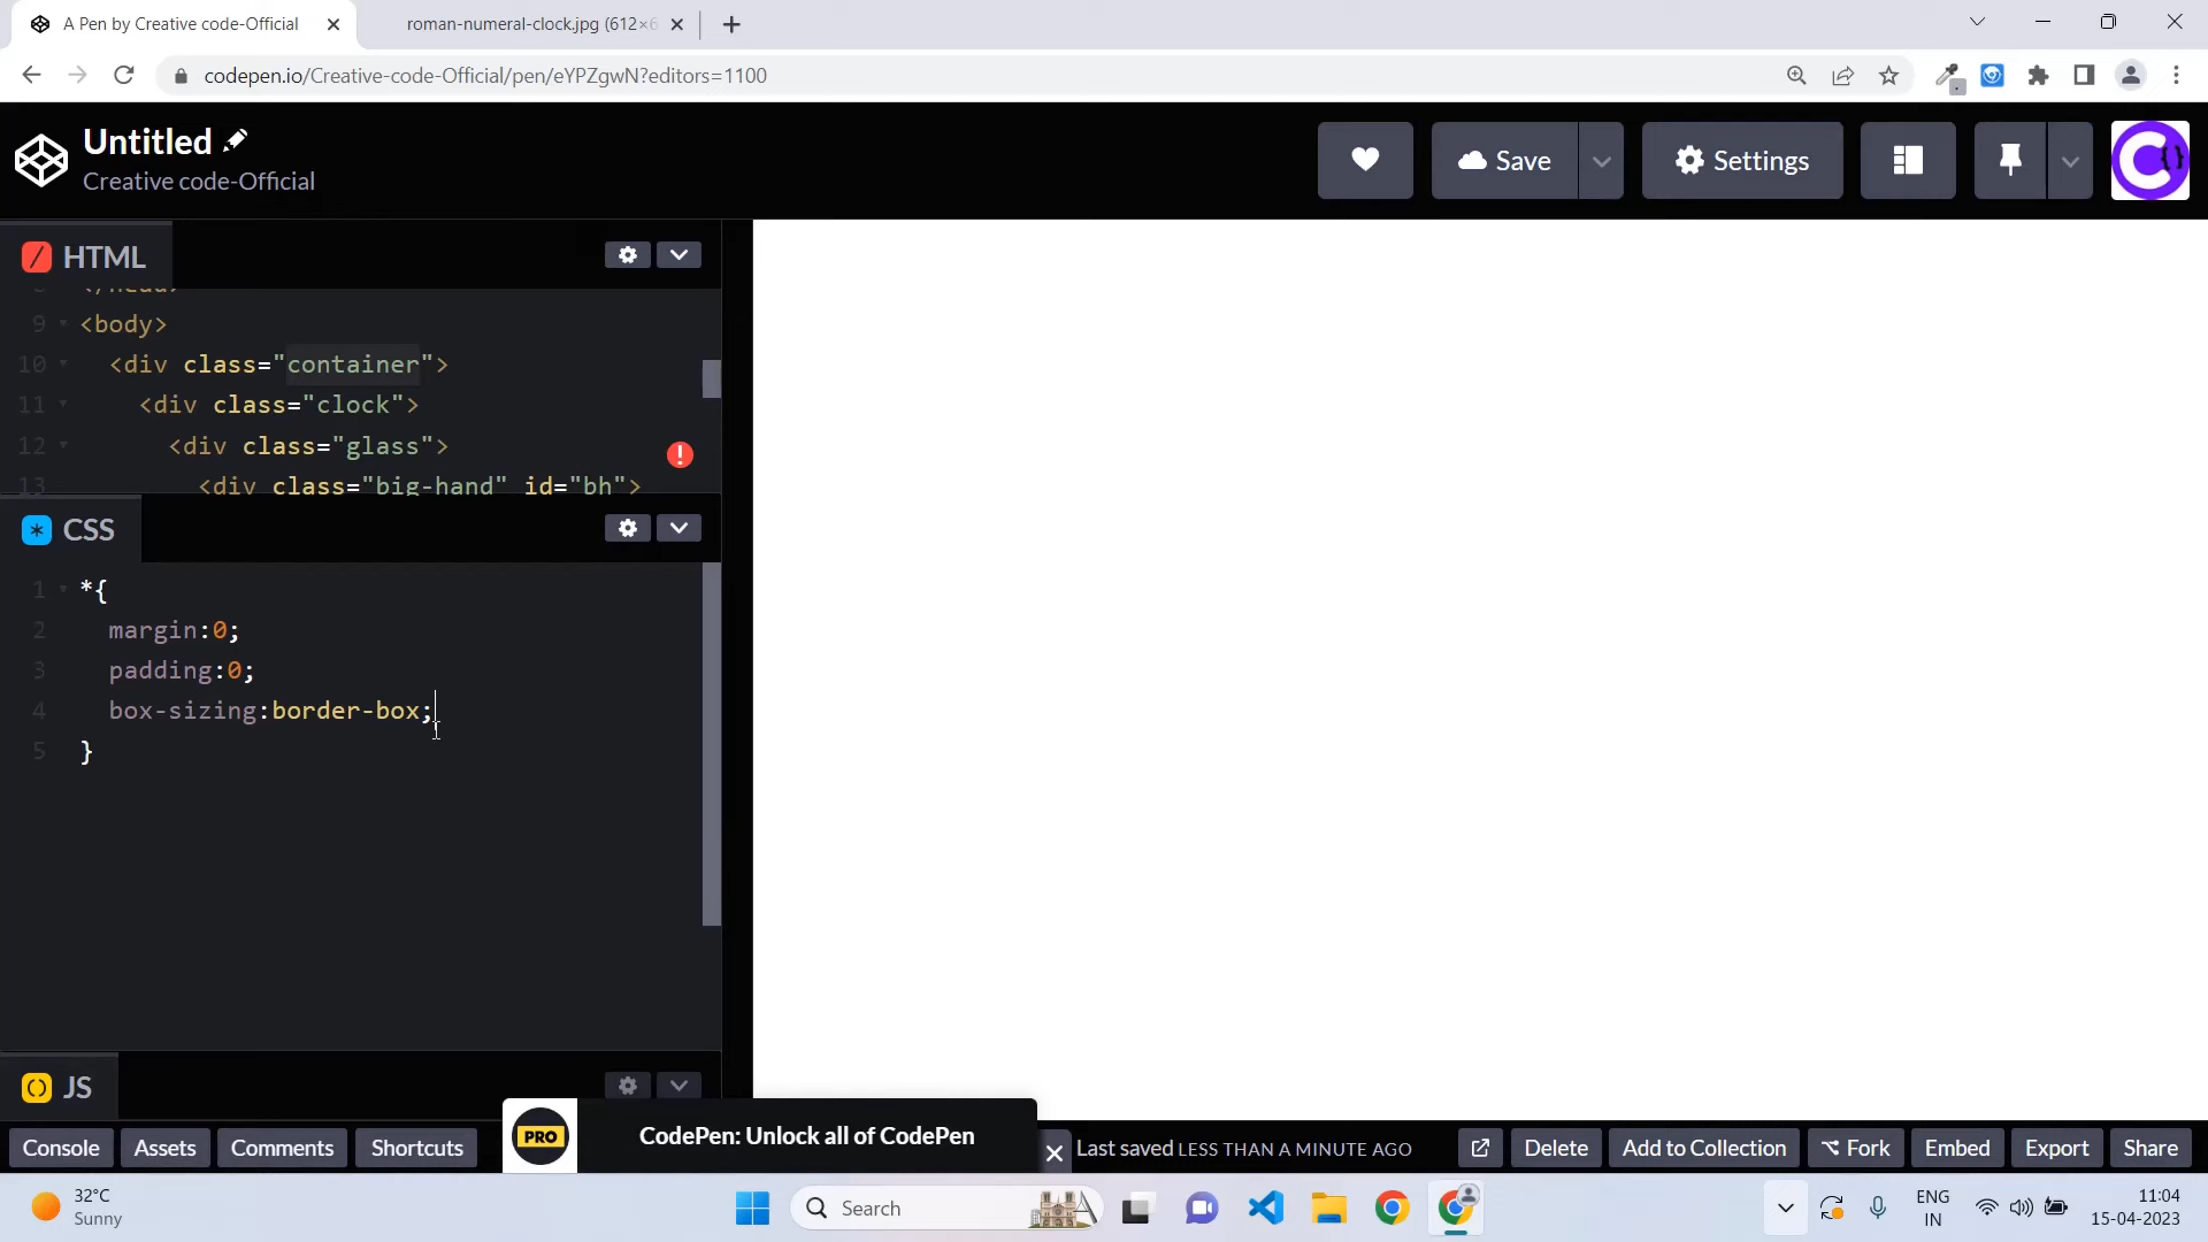 A Pen by Creative code-Official
roman-numeral-clock.jpg (612×6
codepen.io/Creative-code-Official/pen/eYPZgwN?editors=1100
Untitled
Creative code-Official
Save
Settings
HTML
9 <body>
10 <div class="container">
11 <div class="clock">
12 <div class="glass">
13 <div class="big-hand" id="bh">
CSS
1 *{
2 margin:0;
3 padding:0;
4 box-sizing:border-box;
5 }
JS
PRO
CodePen: Unlock all of CodePen
Console
Assets
Comments
Shortcuts
Last saved LESS THAN A MINUTE AGO
Delete
Add to Collection
Fork
Embed
Export
Share
32°C
Sunny
Search
ENG
IN
11:04
15-04-2023